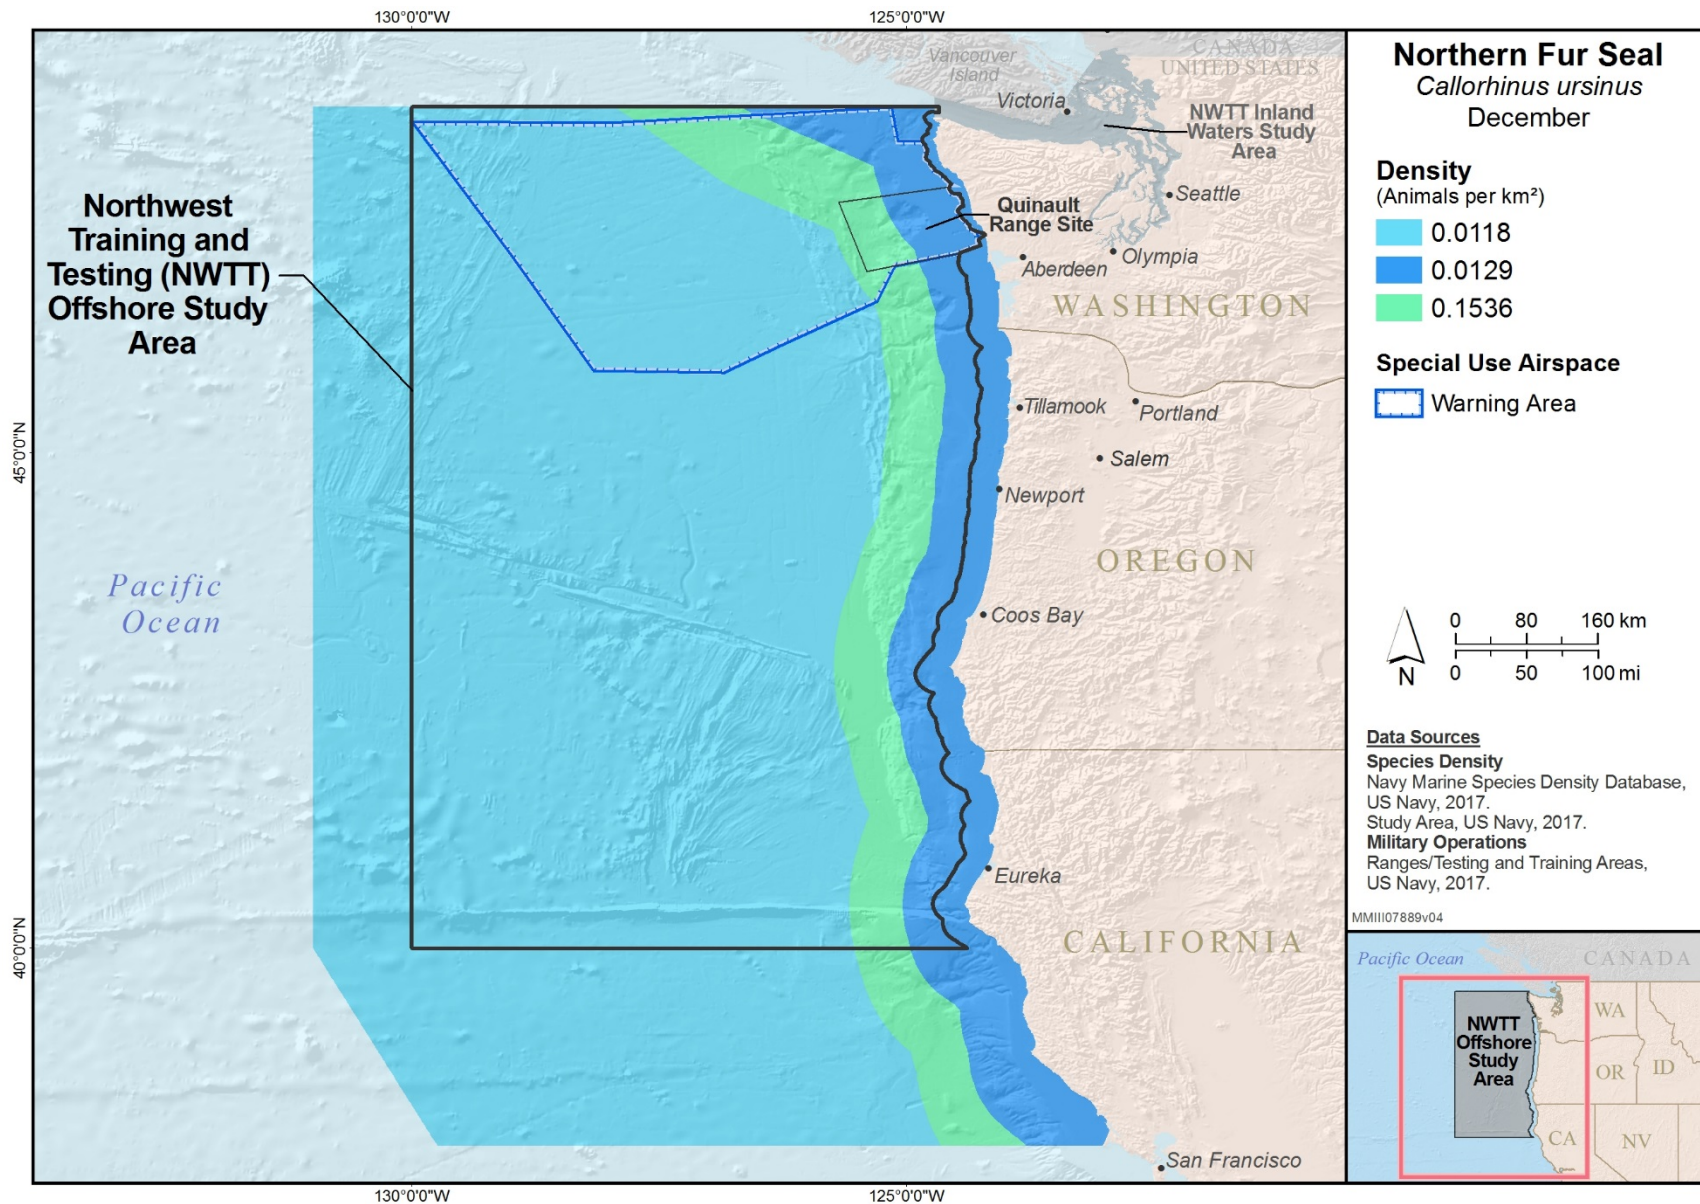 130°0'0"W
125°0'0"W
CANADA
UNITED STATES
Vancouver
Island
Victoria
NWTT Inland
Waters Study
Area
Seattle
Northwest
Training and
Testing (NWTT)
Offshore Study
Area
Quinault
Range Site
Olympia
Aberdeen
WASHINGTON
Tillamook
Portland
45°0'0"N
Salem
Newport
Pacific
Ocean
OREGON
Coos Bay
Eureka
40°0'0"N
CALIFORNIA
San Francisco
130°0'0"W
125°0'0"W
Northern Fur Seal
Callorhinus ursinus
December
Density
(Animals per km²)
0.0118
0.0129
0.1536
Special Use Airspace
Warning Area
N
0 80 160 km
0 50 100 mi
Data Sources
Species Density
Navy Marine Species Density Database,
US Navy, 2017.
Study Area, US Navy, 2017.
Military Operations
Ranges/Testing and Training Areas,
US Navy, 2017.
MMIII07889v04
Pacific Ocean
CANADA
NWTT
Offshore
Study
Area
WA
OR
ID
CA
NV